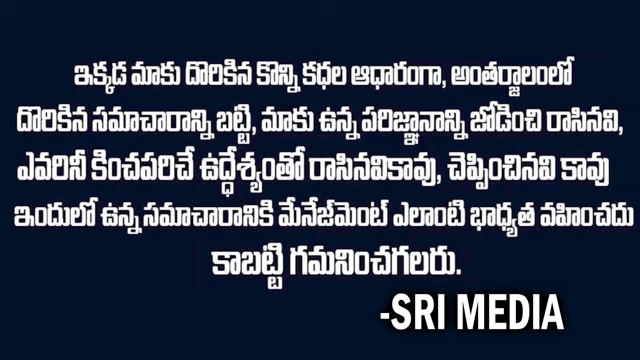 ఇక్కడ మాకు దొరికిన కొన్ని కధల ఆధారంగా, అంతర్జాలంలో
దొరికిన సమాచారాన్ని బట్టి, మాకు ఉన్న పరిజ్ఞానాన్ని జోడించి రాసినవి,
ఎవరినీ కించపరిచే ఉద్ధేశ్యంతో రాసినవికావు, చెప్పించినవి కావు
ఇందులో ఉన్న సమాచారానికి మేనేజ్‌మెంట్ ఎలాంటి భాధ్యత వహించదు
కాబట్టి గమనించగలరు.
-SRI MEDIA